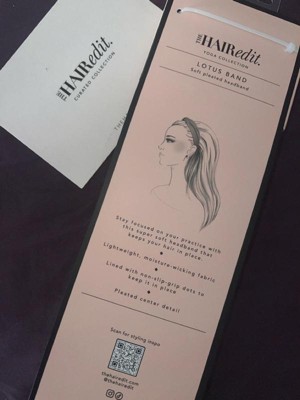 THE HAIRedit.
CURATED COLLECTION
THE HAIRedit.
YOGA COLLECTION
LOTUS BAND
Soft pleated headband
Stay focused on your practice with
this super soft headband that
keeps your hair in place.
Lightweight, moisture-wicking fabric
Lined with non-slip-grip dots to
keep it in place
Pleated center detail
Scan for styling inspo
thehairedit.com
@thehairedit